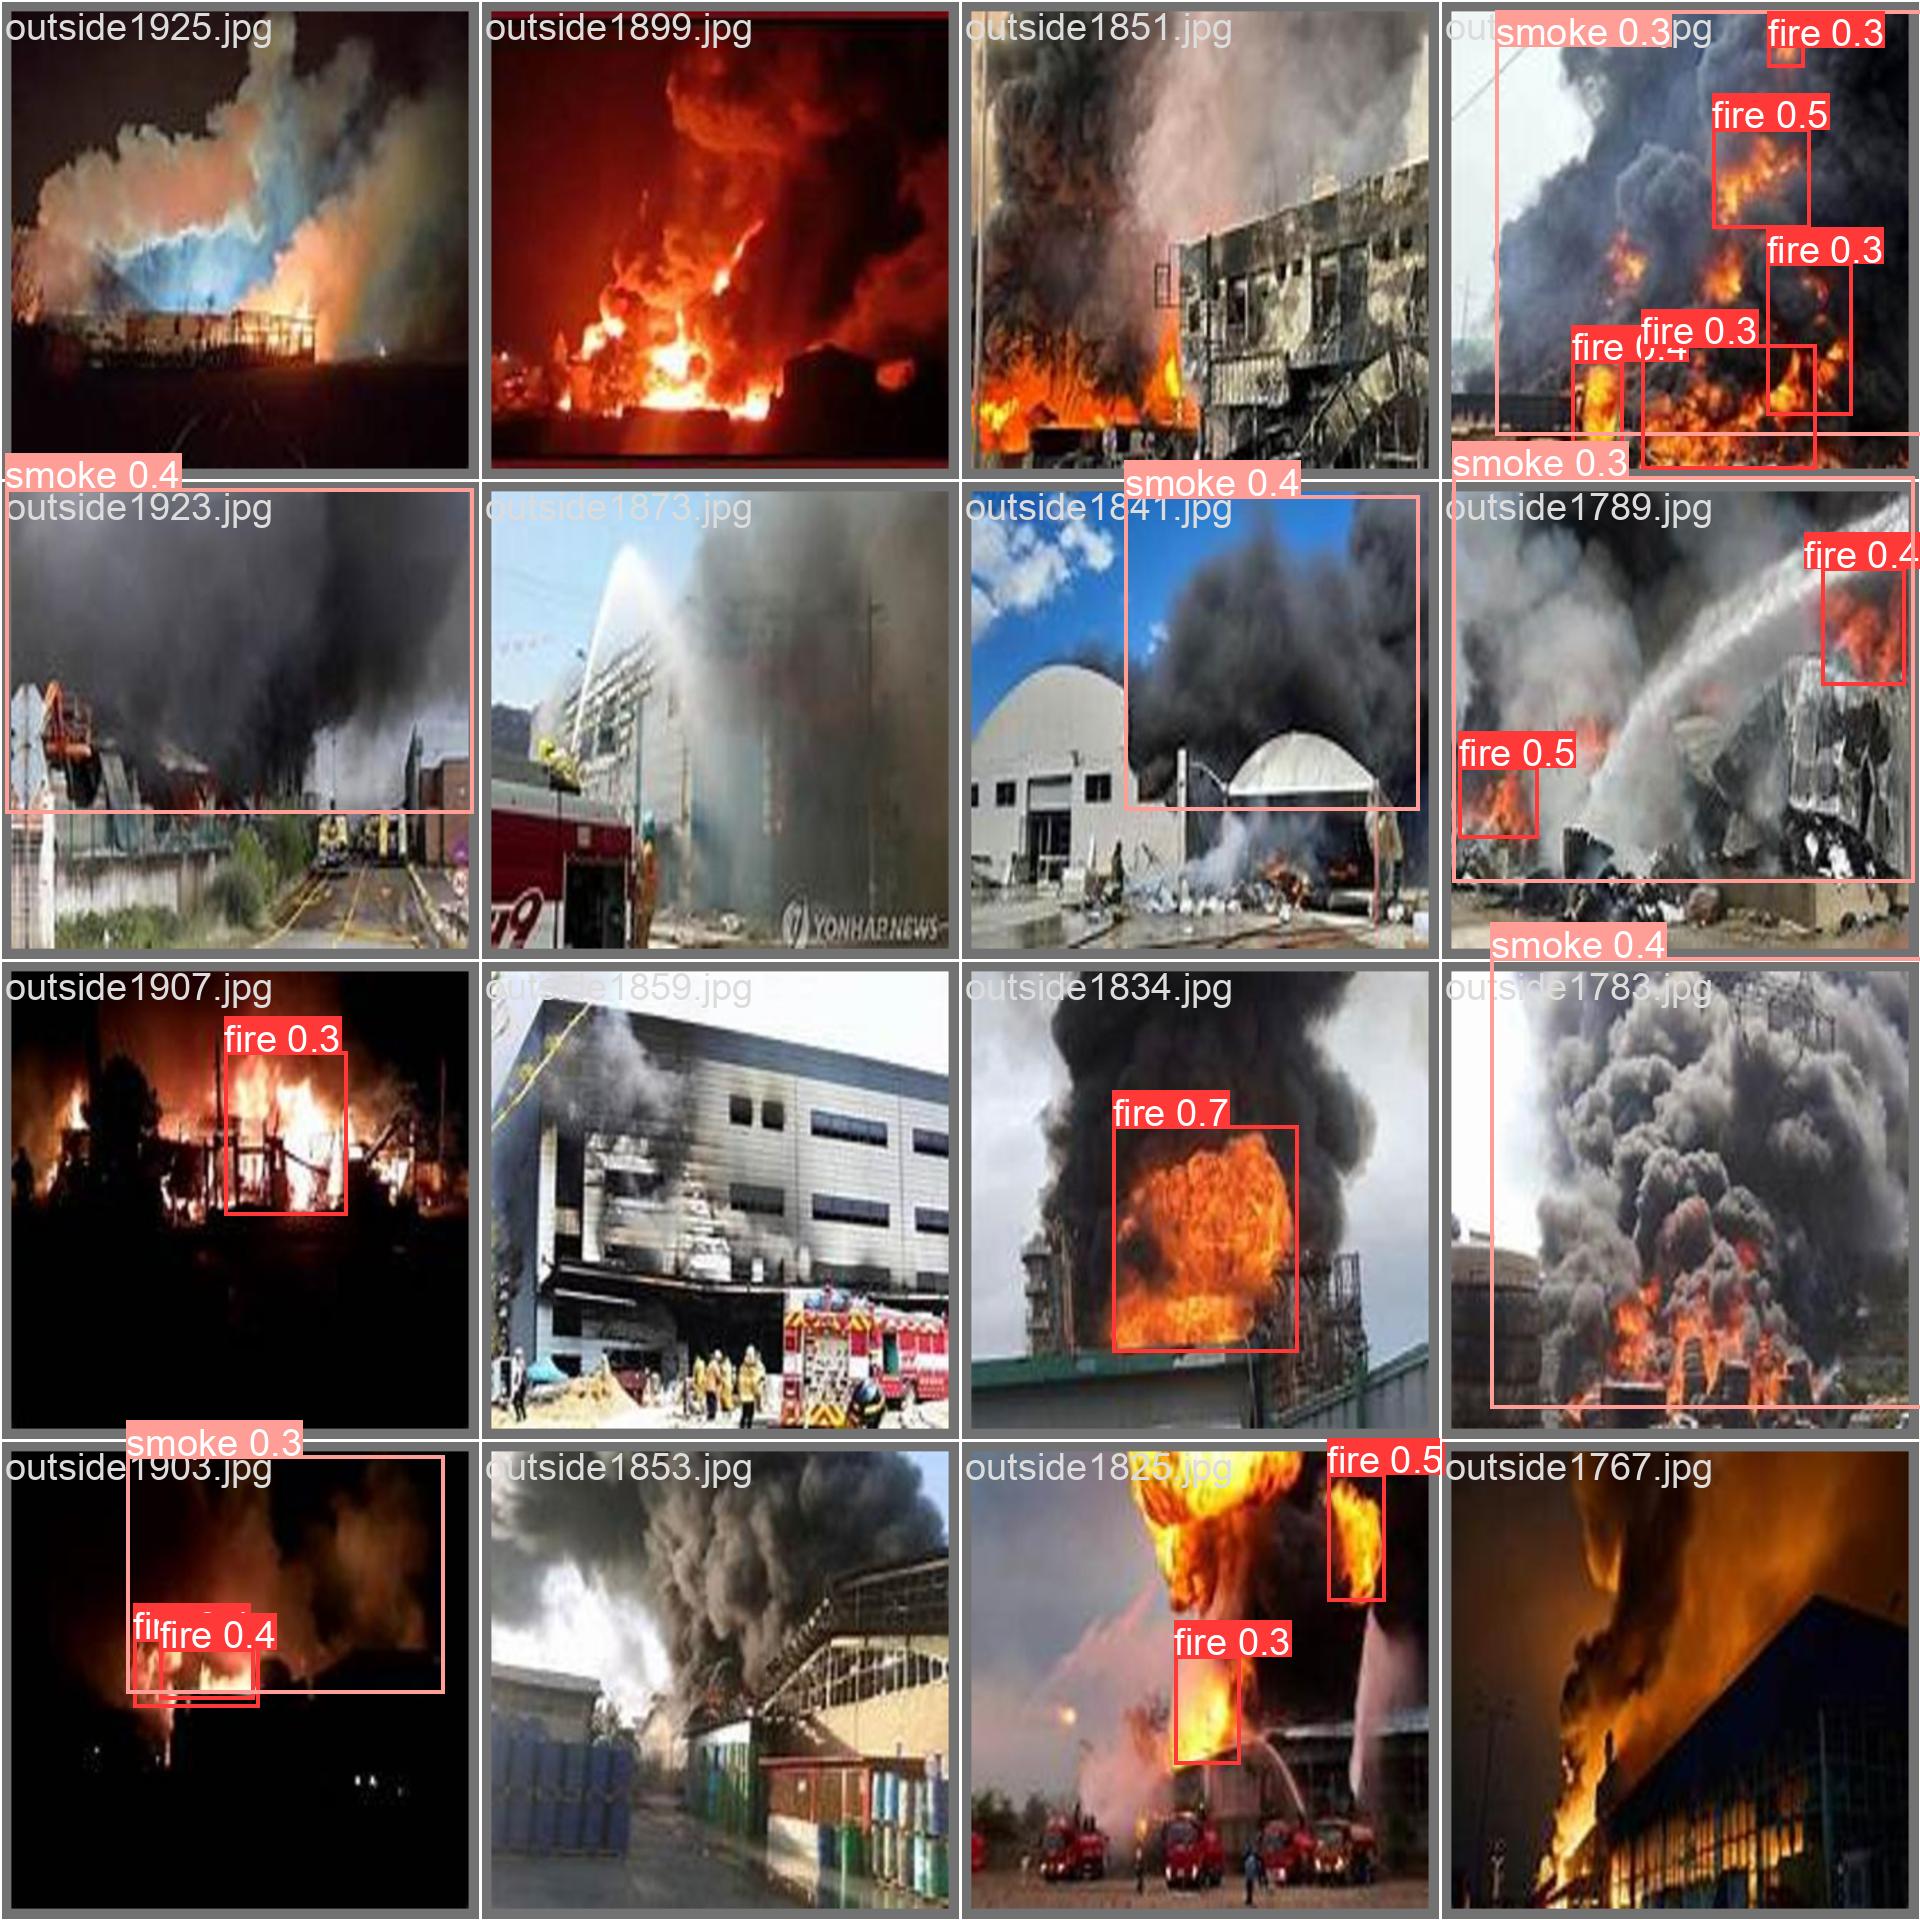 outside1925.jpg
outside1899.jpg
outside1851.jpg
smoke 0.3
pg
fire 0.3
fire 0.5
fire 0.3
fire 0.3
fire 0.4
smoke 0.4
outside1923.jpg
outside1873.jpg
119
YONHAPNEWS
smoke 0.4
outside1841.jpg
smoke 0.3
outside1789.jpg
fire 0.4
fire 0.5
outside1907.jpg
fire 0.3
outside1859.jpg
outside1834.jpg
fire 0.7
smoke 0.4
outside1783.jpg
smoke 0.3
outside1903.jpg
fire 0.4
outside1853.jpg
outside1825.jpg
fire 0.5
fire 0.3
outside1767.jpg